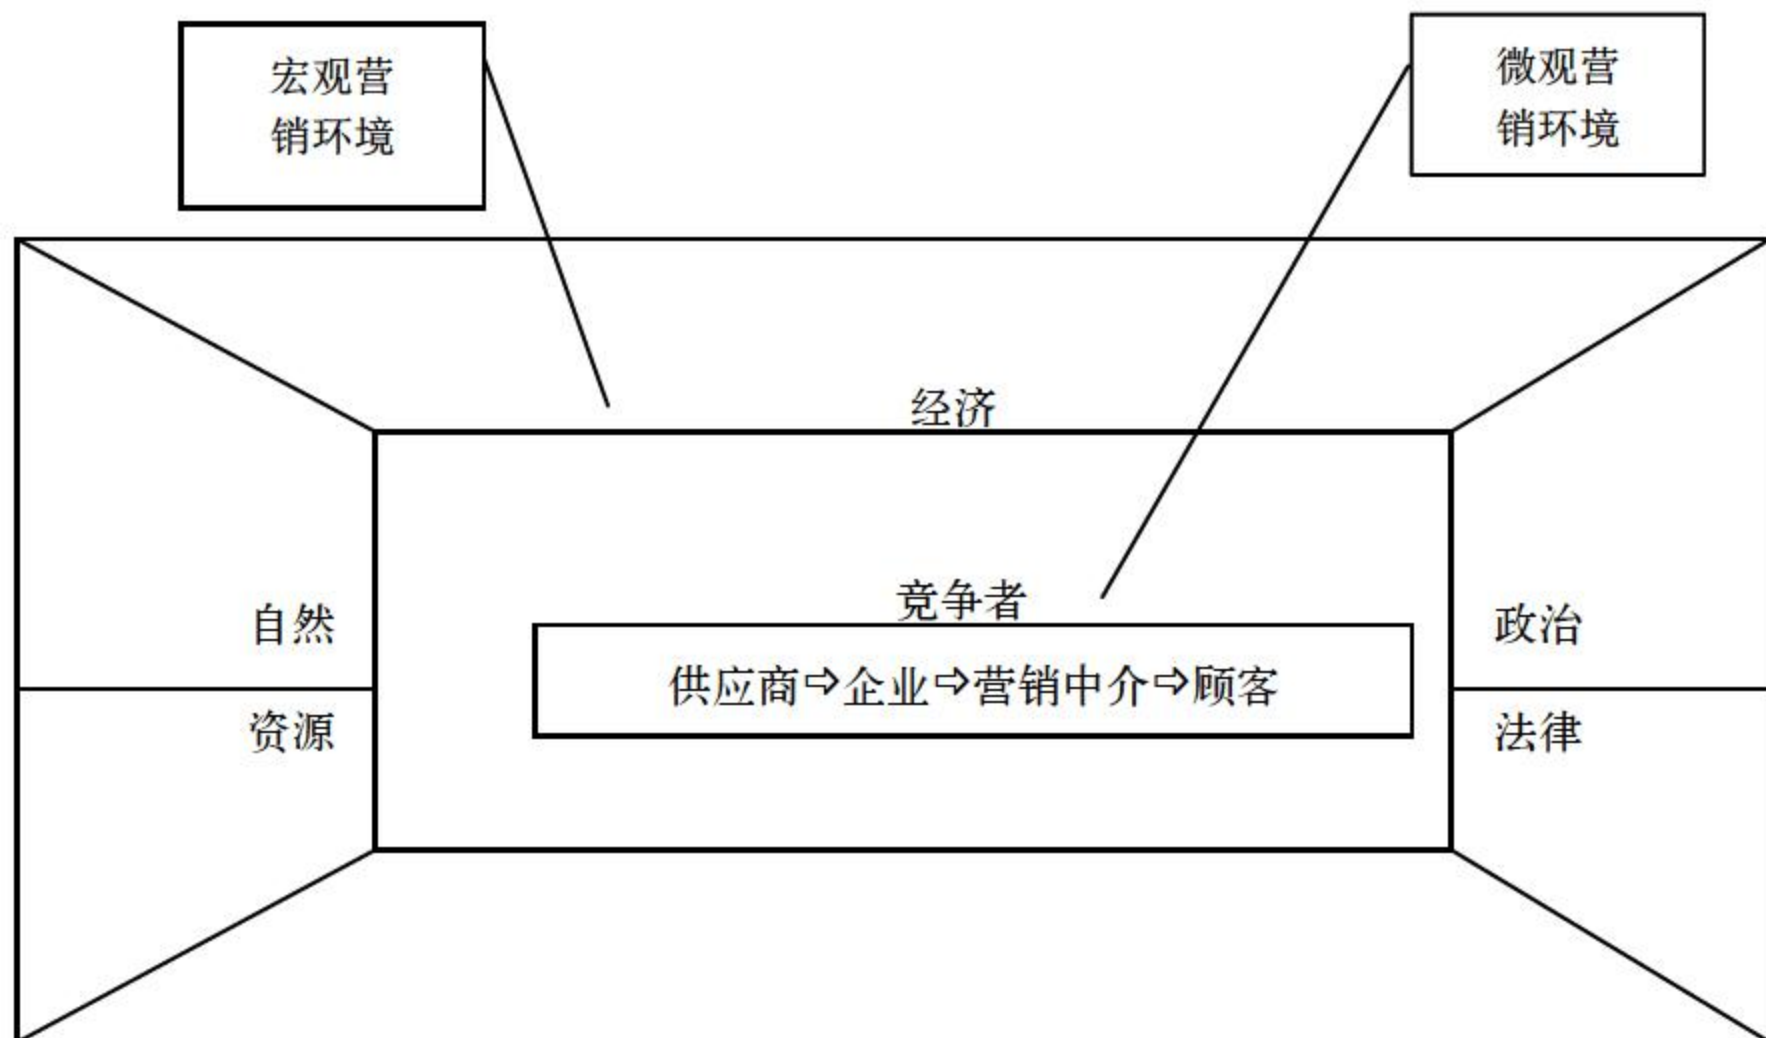 宏观营
销环境
微观营
销环境
经济
竞争者
自然
政治
供应商⇨企业⇨营销中介⇨顾客
资源
法律